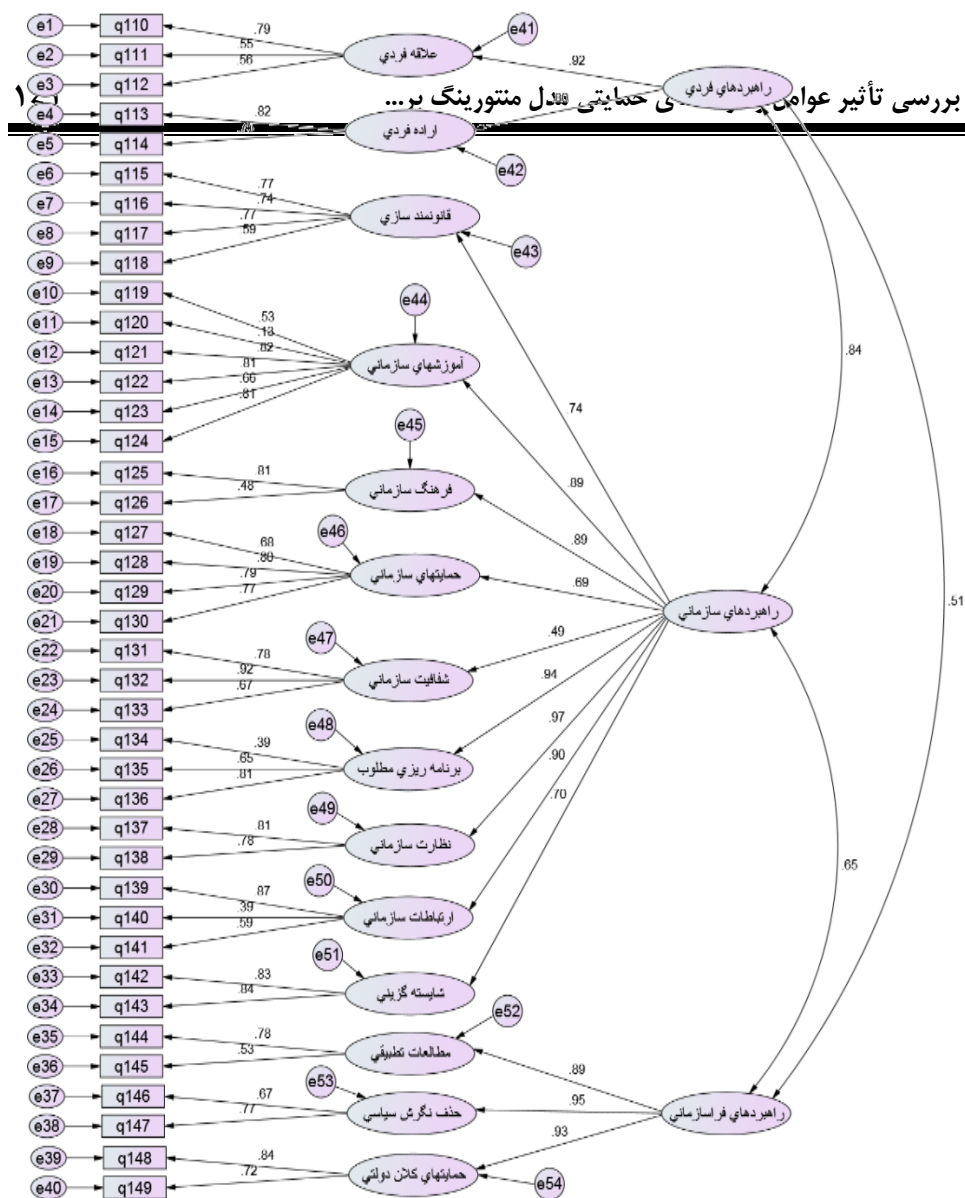 e1 q110 .79
e2 q111 .55 علاقه فردي e41
e3 q112 .56 .92 راهبردهاي فردي
بررسی تأثیر عوامل حمایتی مدل منتورینگ بر...
e4 q113 .82
e5 q114 اراده فردي
e42
e6 q115 .77
e7 q116 .74 قانونمند سازي
e8 q117 .77
e9 q118 .59 e43
e10 q119 .53 e44
e11 q120 .13
e12 q121 .82 آموزشهاي سازماني .84
e13 q122 .81
e14 q123 .66
e15 q124 .81 .74
e45
e16 q125 .81 فرهنگ سازماني .89
e17 q126 .48 .89
e18 q127 .68 e46
e19 q128 .80 حمايتهاي سازماني .69
e20 q129 .79
e21 q130 .77 راهبردهاي سازماني .51
e22 q131 .78 e47 .49
e23 q132 .92 شفافيت سازماني .94
e24 q133 .67
e25 q134 .39 e48 .97
e26 q135 .65 برنامه ريزي مطلوب .90
e27 q136 .81 .70
e28 q137 .81 e49
e29 q138 .78 نظارت سازماني
e30 q139 .87 e50 .65
e31 q140 .39 ارتباطات سازماني
e32 q141 .59
e33 q142 .83 e51
e34 q143 .84 شايسته گزيني
e35 q144 .78 e52
e36 q145 .53 مطالعات تطبيقي .89
e37 q146 .67 e53 .95
e38 q147 .77 حذف نگرش سياسي راهبردهاي فراسازماني
e39 q148 .84 .93
e40 q149 .72 حمايتهاي كلان دولتي e54